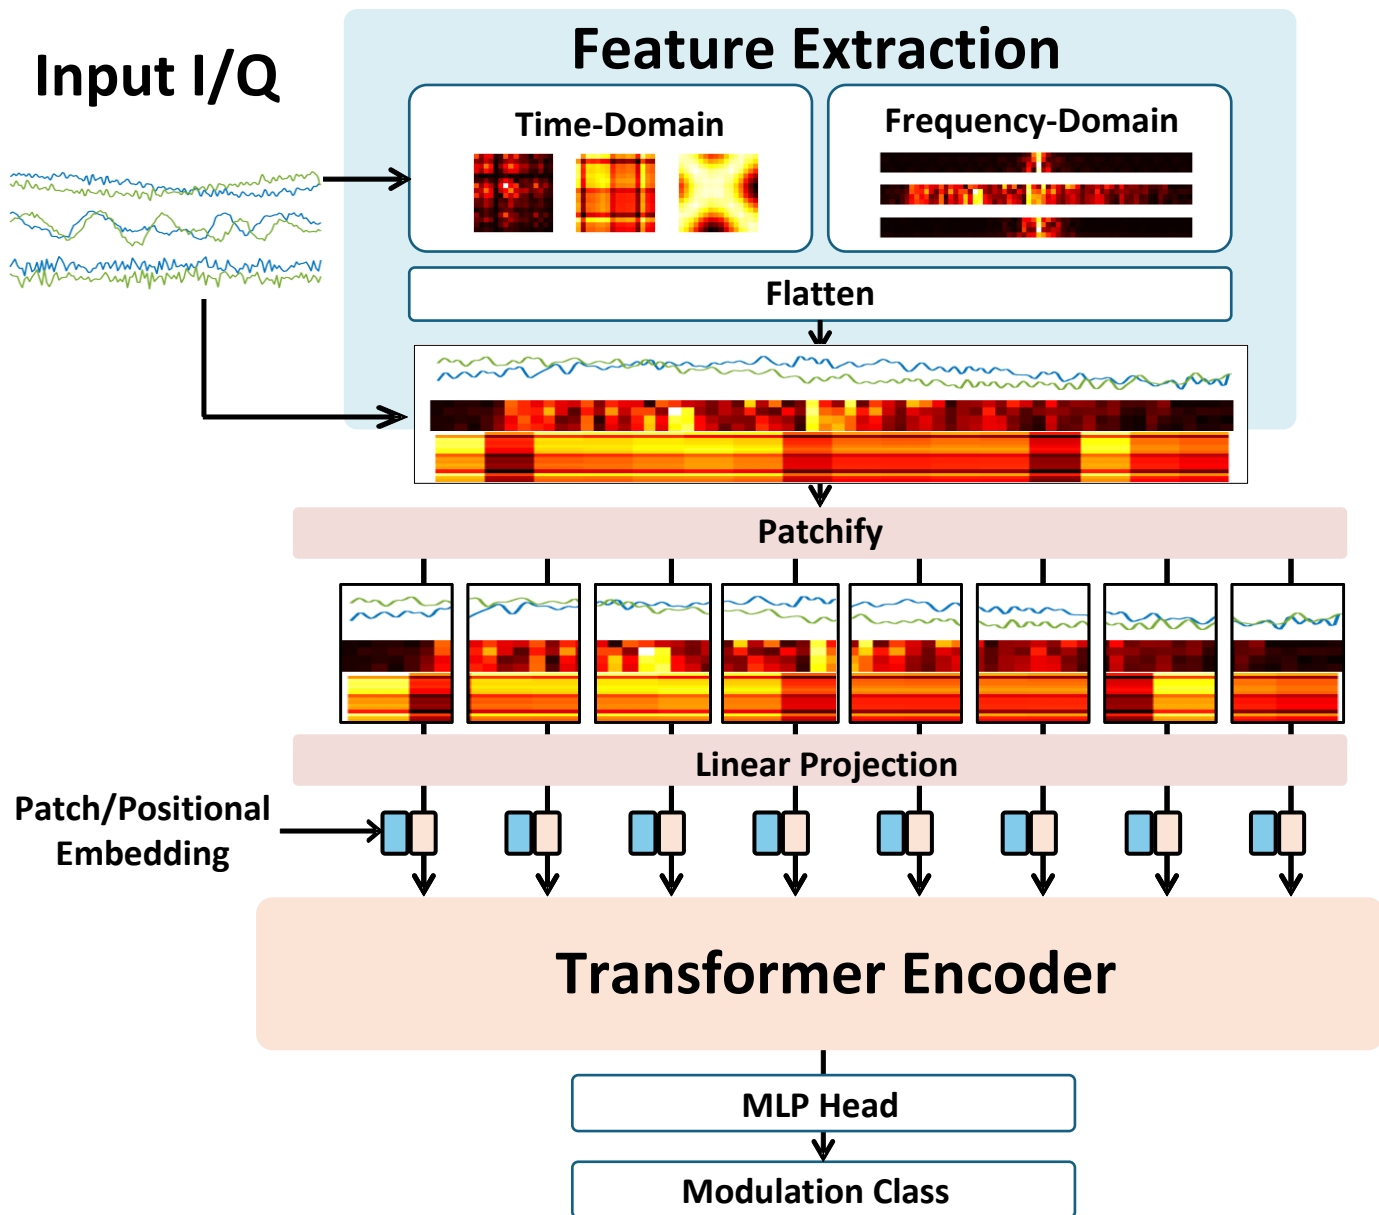 Feature Extraction
Input I/Q
Time-Domain
Frequency-Domain
Flatten
Patchify
Linear Projection
Patch/Positional
Embedding
Transformer Encoder
MLP Head
Modulation Class